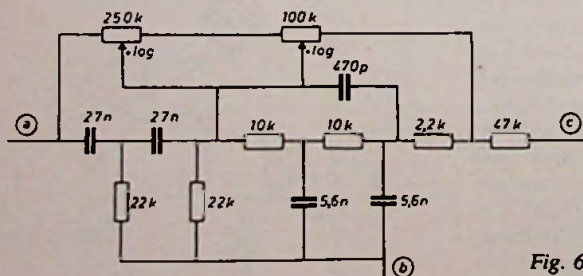 250k 100k
+log +log
470p
a 27n 27n 10k 10k 2,2k 47k c
22k 22k 5,6n 5,6n
b Fig. 6